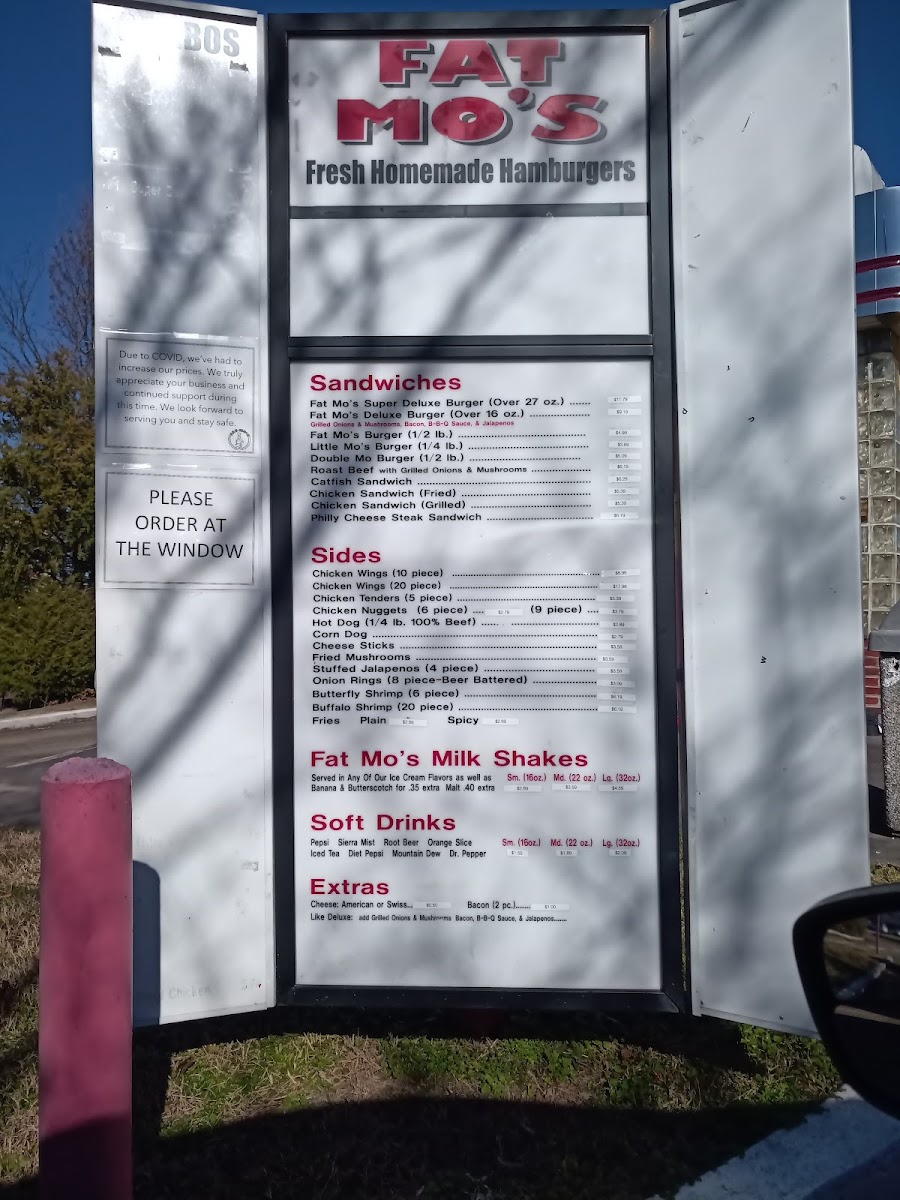 BOS
FAT
MO'S
Fresh Homemade Hamburgers
Due to COVID, we've had to
increase our prices. We truly
appreciate your business and
continued support during
this time. We look forward to
serving you and stay safe.
PLEASE
ORDER AT
THE WINDOW
Sandwiches
Fat Mo's Super Deluxe Burger (Over 27 oz.)
Fat Mo's Deluxe Burger (Over 16 oz.)
Grilled Onions & Mushrooms, Bacon, B-B-Q Sauce, & Jalapenos
Fat Mo's Burger (1/2 lb.)
Little Mo's Burger (1/4 lb.)
Double Mo Burger (1/2 lb.)
Roast Beef with Grilled Onions & Mushrooms
Catfish Sandwich
Chicken Sandwich (Fried)
Chicken Sandwich (Grilled)
Philly Cheese Steak Sandwich
Sides
Chicken Wings (10 piece)
Chicken Wings (20 piece)
Chicken Tenders (5 piece)
Chicken Nuggets (6 piece) (9 piece)
Hot Dog (1/4 lb. 100% Beef)
Corn Dog
Cheese Sticks
Fried Mushrooms
Stuffed Jalapenos (4 piece)
Onion Rings (8 piece-Beer Battered)
Butterfly Shrimp (6 piece)
Buffalo Shrimp (20 piece)
Fries Plain Spicy
Fat Mo's Milk Shakes
Served in Any Of Our Ice Cream Flavors as well as Sm. (16oz.) Md. (22 oz.) Lg. (32oz.)
Banana & Butterscotch for .35 extra Malt .40 extra
Soft Drinks
Pepsi Sierra Mist Root Beer Orange Slice Sm. (16oz.) Md. (22 oz.) Lg. (32oz.)
Iced Tea Diet Pepsi Mountain Dew Dr. Pepper
Extras
Cheese: American or Swiss... Bacon (2 pc.)
Like Deluxe: add Grilled Onions & Mushrooms Bacon, B-B-Q Sauce, & Jalapenos
Chicken